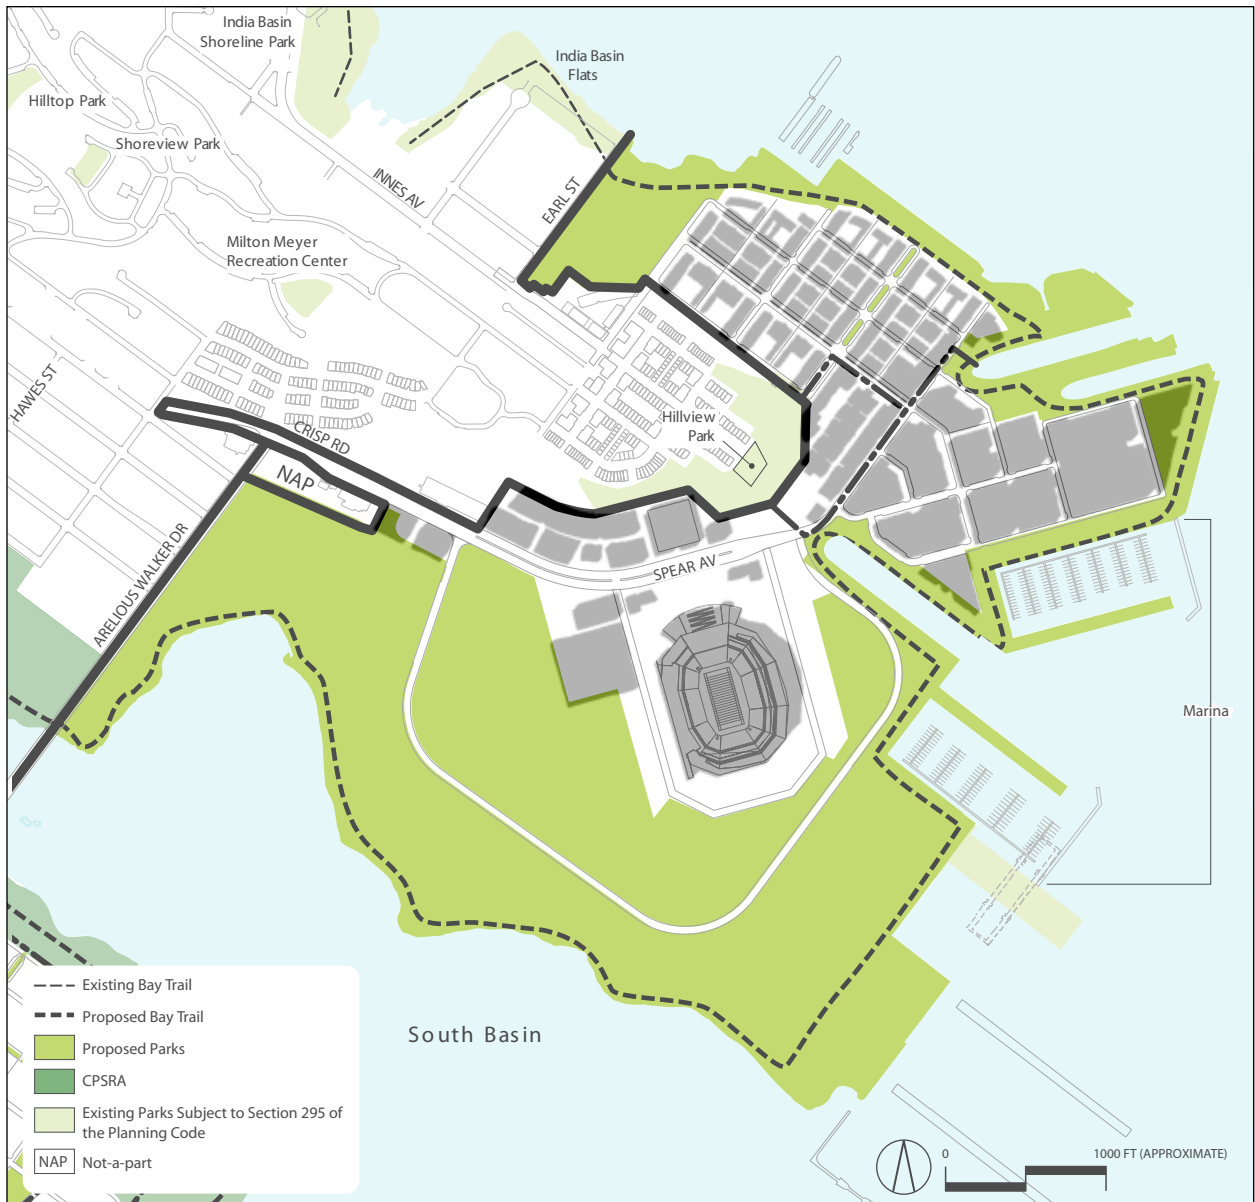 India Basin
Shoreline Park
India Basin
Flats
Hilltop Park
Shoreview Park
INNES AV
EARL ST
Milton Meyer
Recreation Center
HAWES ST
Hillview
Park
CRISP RD
NAP
SPEAR AV
ARELIOUS WALKER DR
Marina
South Basin
Existing Bay Trail
Proposed Bay Trail
Proposed Parks
CPSRA
Existing Parks Subject to Section 295 of
the Planning Code
NAP Not-a-part
0 1000 FT (APPROXIMATE)